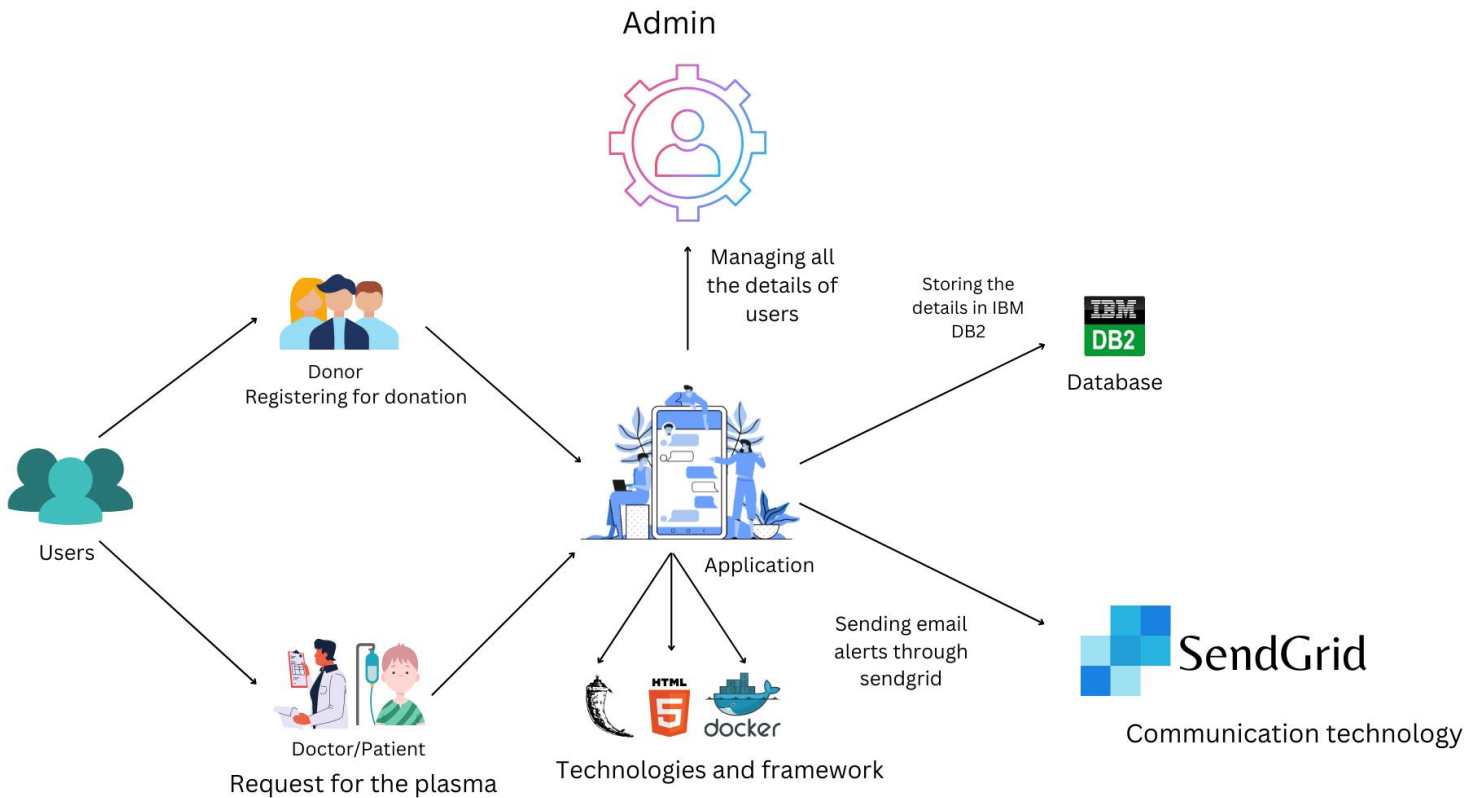 Admin
Managing all
the details of
users
Storing the
details in IBM
DB2
IBM
DB2
Database
Donor
Registering for donation
Users
Application
Sending email
alerts through
sendgrid
SendGrid
Communication technology
HTML
5
docker
Technologies and framework
Doctor/Patient
Request for the plasma